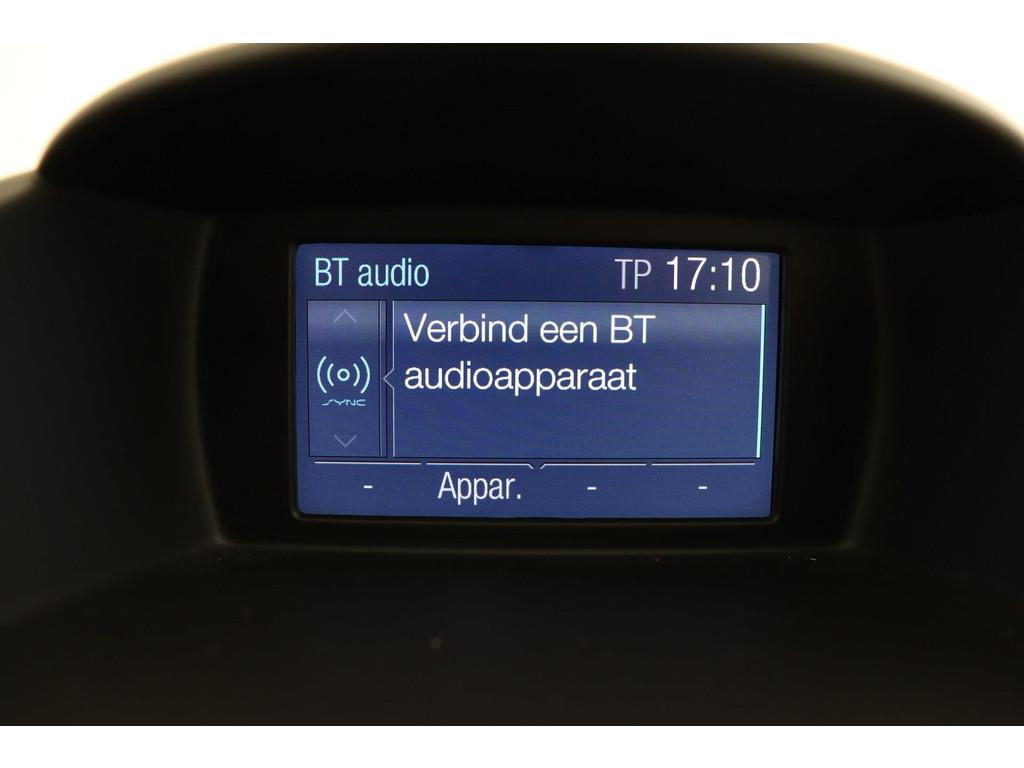 BT audio TP 17:10
Verbind een BT
audioapparaat
SYNC
- Appar. - -